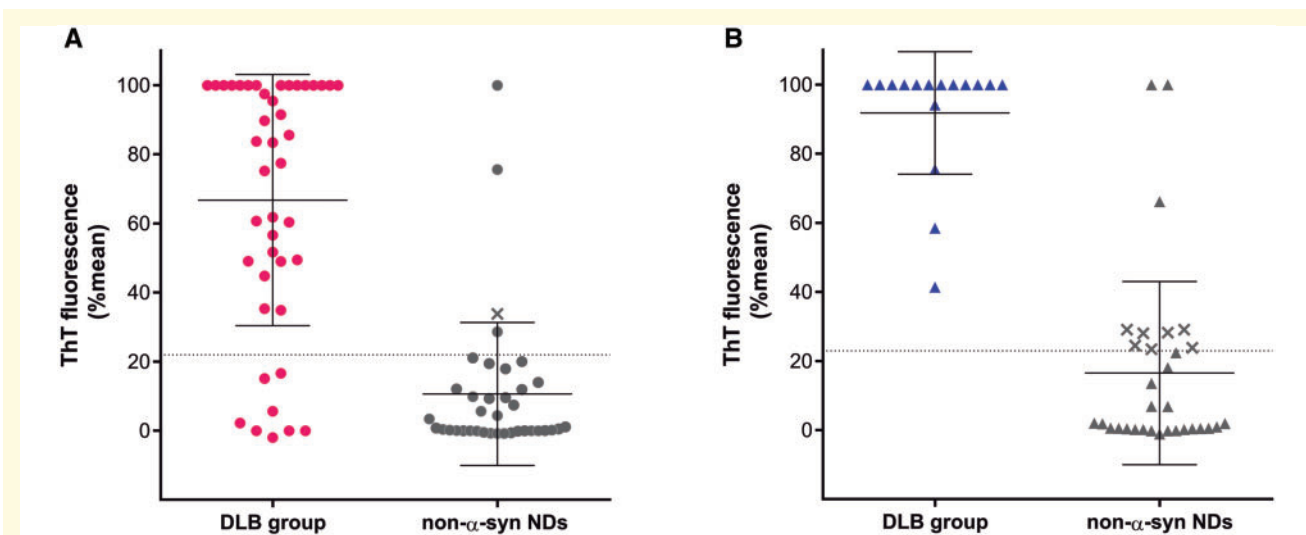 A
ThT fluorescence
(%mean)
100
80
60
40
20
0
DLB group
non-α-syn NDs
B
ThT fluorescence
(%mean)
100
80
60
40
20
0
DLB group
non-α-syn NDs